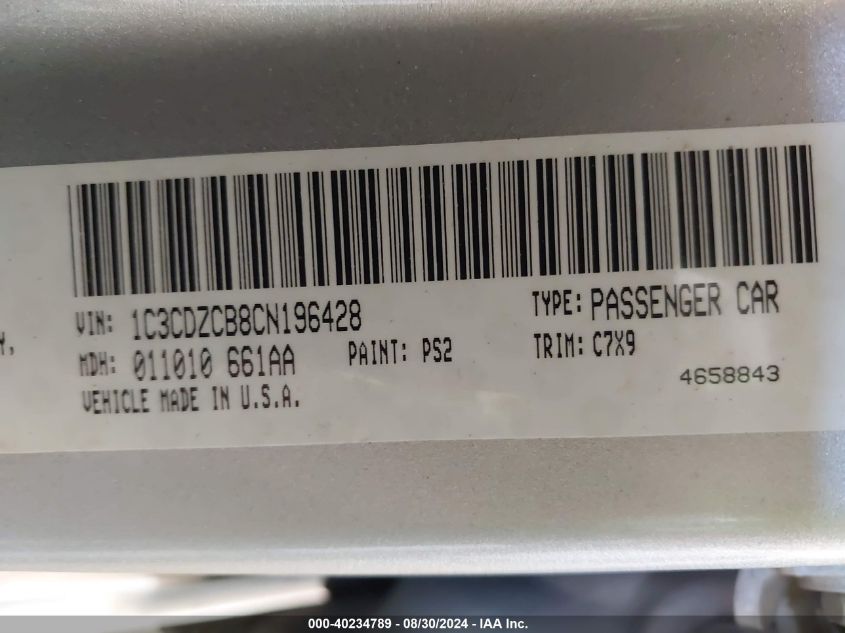 VIN: 1C3CDZCB8CN196428
TYPE: PASSENGER CAR
Y,
MDH: 011010 661AA
PAINT: PS2
TRIM: C7X9
4658843
VEHICLE MADE IN U.S.A.
000-40234789 - 08/30/2024 - IAA Inc.